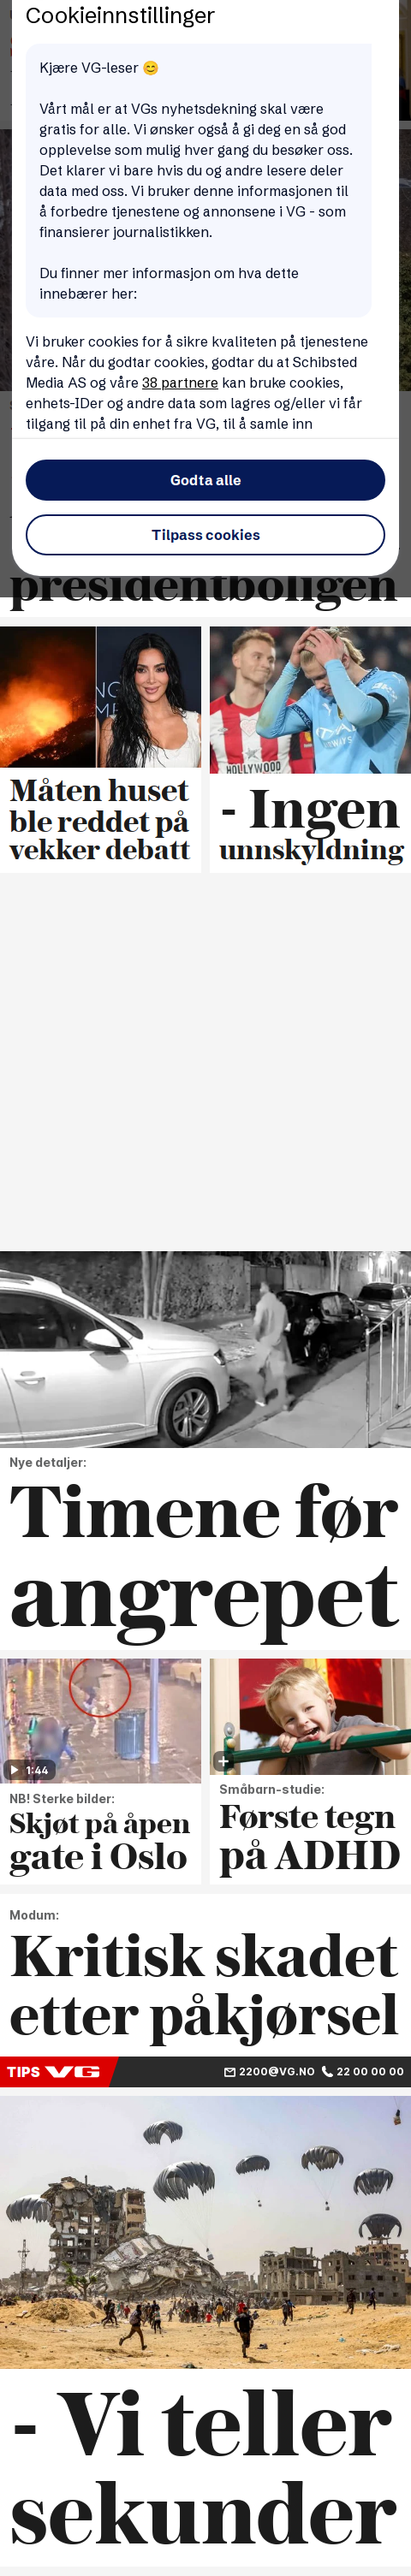 Cookieinnstillinger
Kjære VG-leser 😊
Vårt mål er at VGs nyhetsdekning skal være
gratis for alle. Vi ønsker også å gi deg en så god
opplevelse som mulig hver gang du besøker oss.
Det klarer vi bare hvis du og andre lesere deler
data med oss. Vi bruker denne informasjonen til
å forbedre tjenestene og annonsene i VG - som
finansierer journalistikken.
Du finner mer informasjon om hva dette
innebærer her:
Vi bruker cookies for å sikre kvaliteten på tjenestene
våre. Når du godtar cookies, godtar du at Schibsted
Media AS og våre 38 partnere kan bruke cookies,
enhets-IDer og andre data som lagres og/eller vi får
tilgang til på din enhet fra VG, til å samle inn
Godta alle
Tilpass cookies
presidentboligen
HOLLYWOOD
Måten huset
ble reddet på
vekker debatt
- Ingen
unnskyldning
Nye detaljer:
Timene før
angrepet
1:44
NB! Sterke bilder:
Skjøt på åpen
gate i Oslo
Småbarn-studie:
Første tegn
på ADHD
Modum:
Kritisk skadet
etter påkjørsel
TIPS VG 2200@VG.NO 22 00 00 00
- Vi teller
sekunder